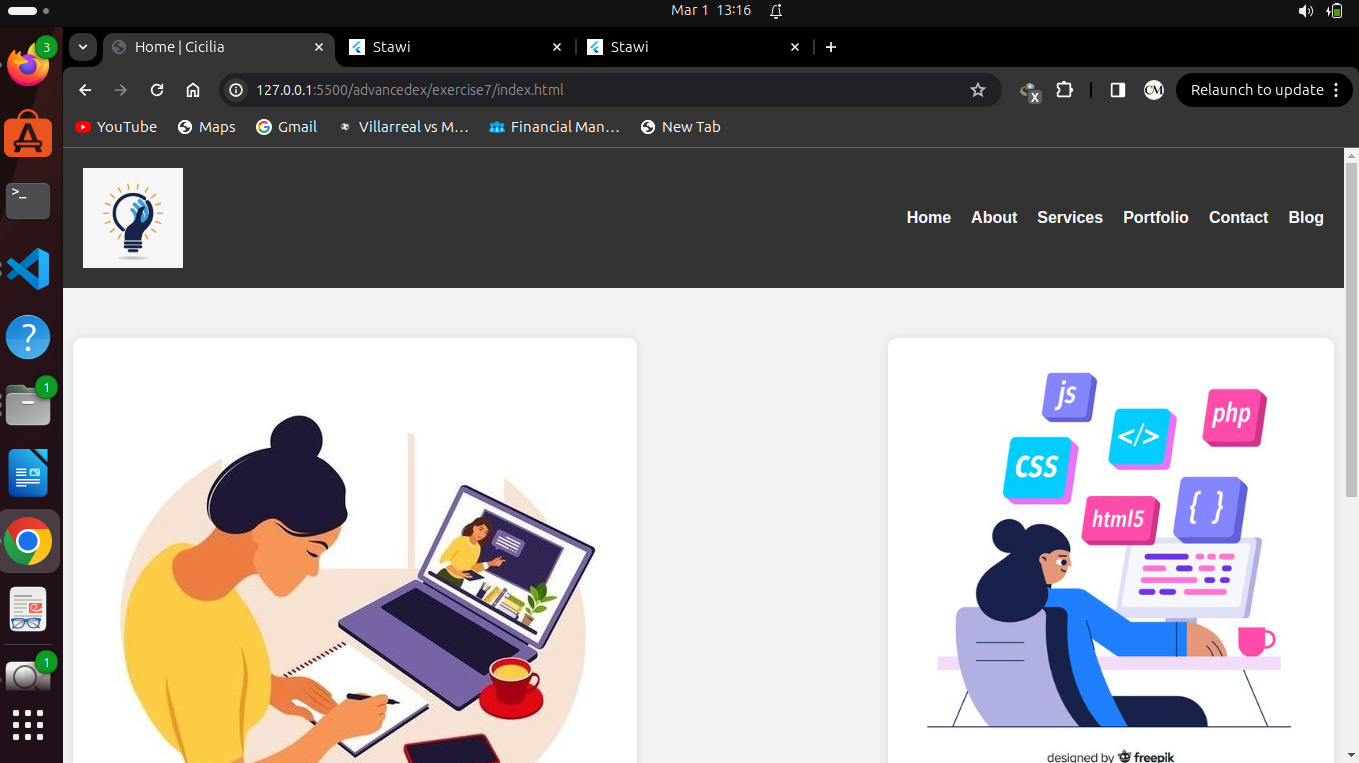 Mar 1 13:16
3
Home | Cicilia
Stawi
Stawi
127.0.0.1:5500/advancedex/exercise7/index.html
X
CM
Relaunch to update
YouTube
Maps
Gmail
Villarreal vs M...
Financial Man...
New Tab
>_
Home
About
Services
Portfolio
Contact
Blog
?
1
js
php
</>
CSS
{ }
html5
1
designed by freepik